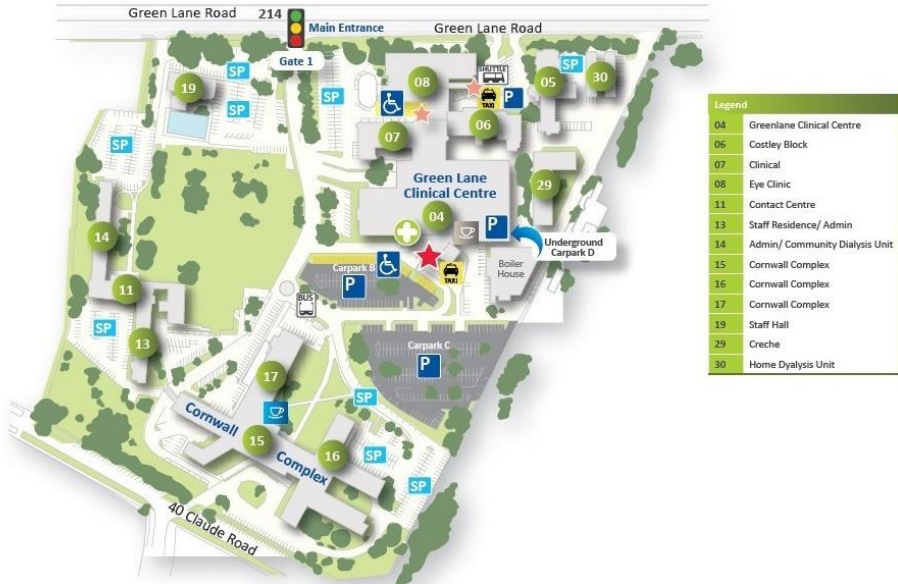 Green Lane Road
214
Main Entrance
Green Lane Road
Gate 1
SP
SP
SP
SP
SP
19
08
SHUTTLE
TAXI
P
06
07
05
SP
30
29
Green Lane
Clinical Centre
04
P
Underground
Carpark D
Boiler
House
TAXI
Carpark B
P
BUS
Carpark C
P
14
11
SP
13
17
SP
Cornwall
15
Complex
16
SP
SP
40 Claude Road
Legend
04 Greenlane Clinical Centre
06 Costley Block
07 Clinical
08 Eye Clinic
11 Contact Centre
13 Staff Residence/ Admin
14 Admin/ Community Dialysis Unit
15 Cornwall Complex
16 Cornwall Complex
17 Cornwall Complex
19 Staff Hall
29 Creche
30 Home Dyalysis Unit